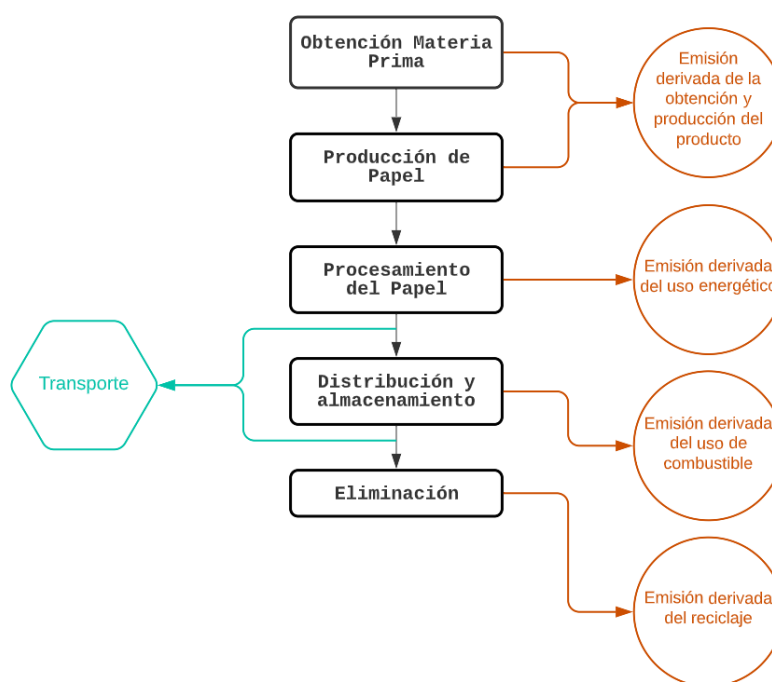 Obtención Materia
Prima
Emisión
derivada de la
obtención y
producción del
producto
Producción de
Papel
Procesamiento
del Papel
Emisión derivada
del uso energético
Transporte
Distribución y
almacenamiento
Emisión derivada
del uso de
combustible
Eliminación
Emisión derivada
del reciclaje